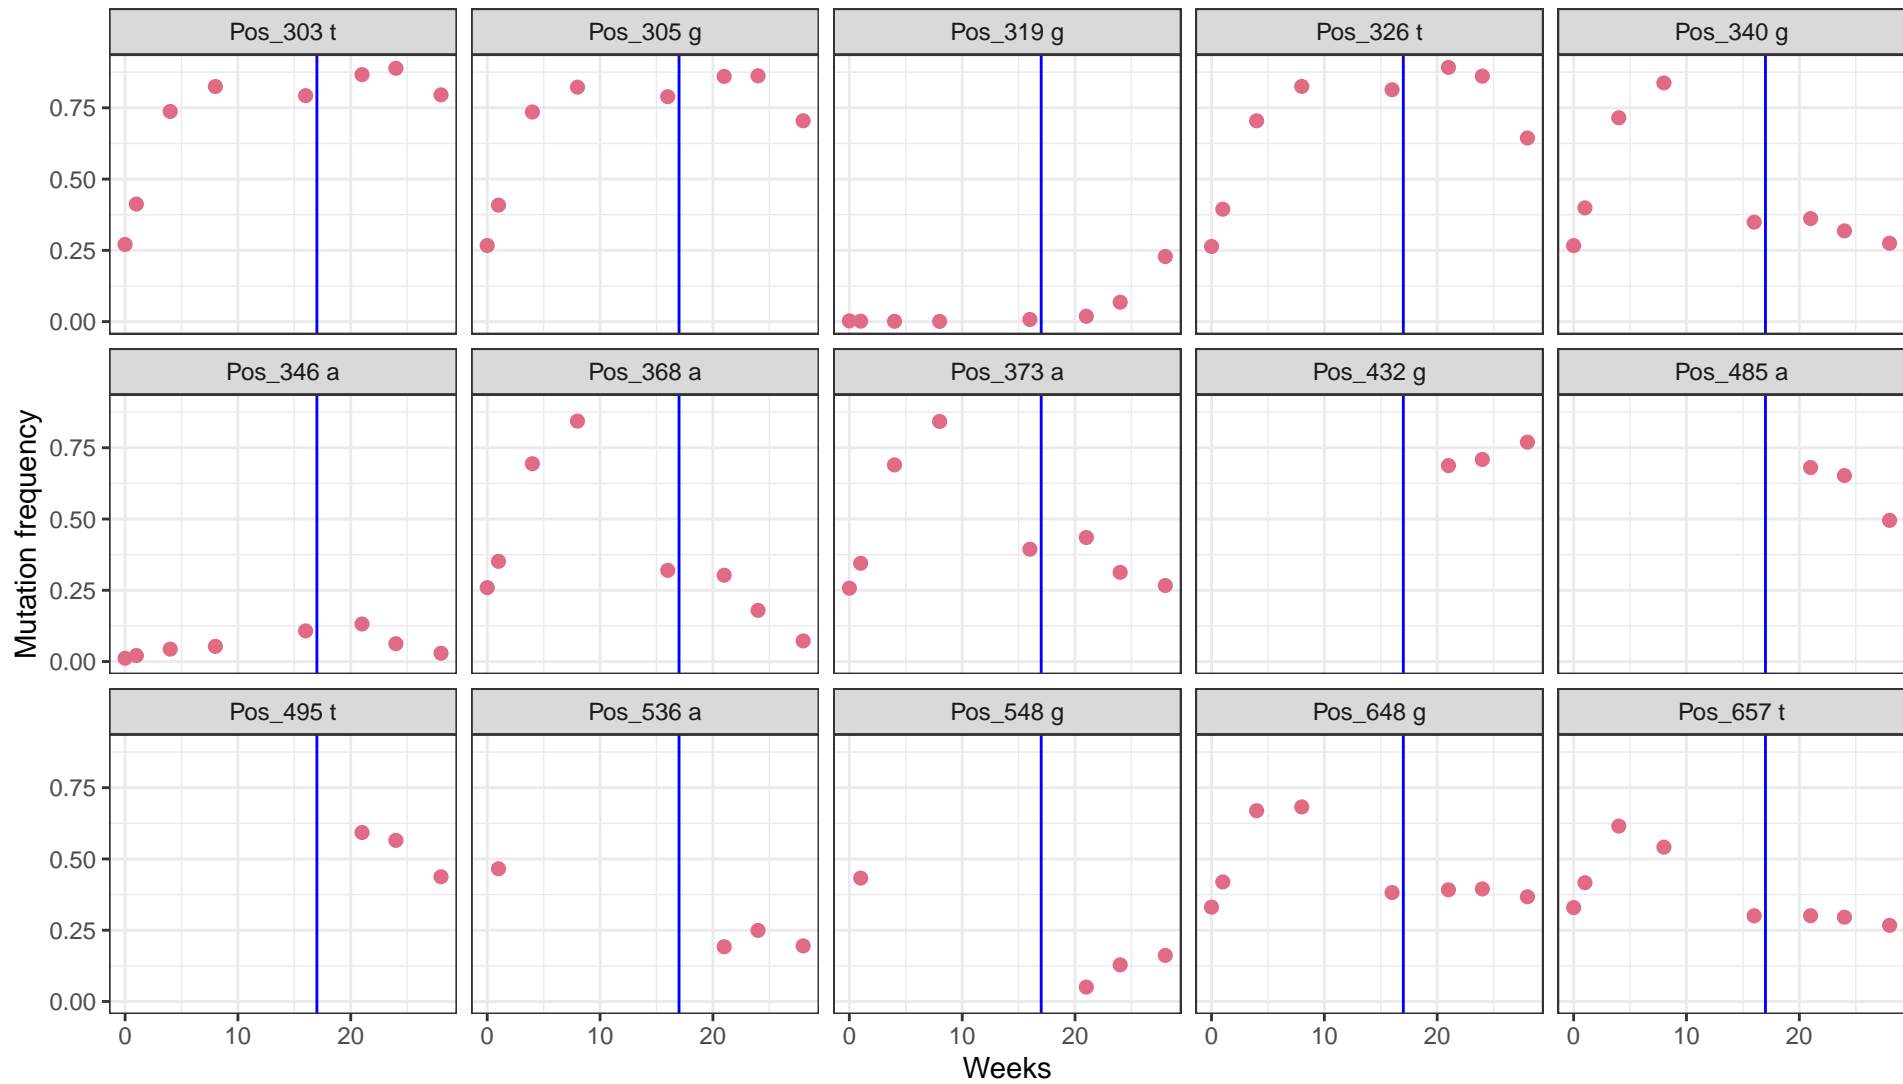 Pos_303 t
Pos_305 g
Pos_319 g
Pos_326 t
Pos_340 g
0.75
0.50
0.25
0.00
Pos_346 a
Pos_368 a
Pos_373 a
Pos_432 g
Pos_485 a
0.75
0.50
0.25
0.00
Mutation frequency
Pos_495 t
Pos_536 a
Pos_548 g
Pos_648 g
Pos_657 t
0.75
0.50
0.25
0.00
0 10 20
0 10 20
0 10 20
0 10 20
0 10 20
Weeks